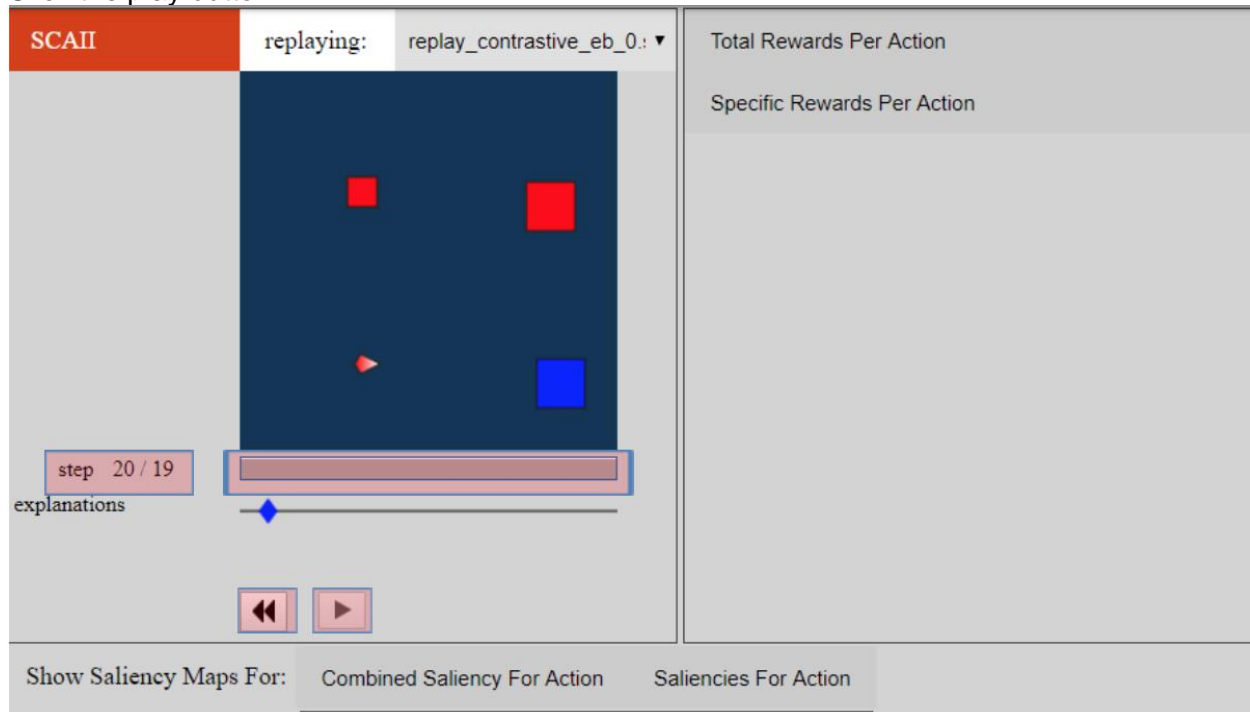 SCAII
replaying:
replay_contrastive_eb_0.
Total Rewards Per Action
Specific Rewards Per Action
step 20 / 19
explanations
Show Saliency Maps For:
Combined Saliency For Action
Saliencies For Action